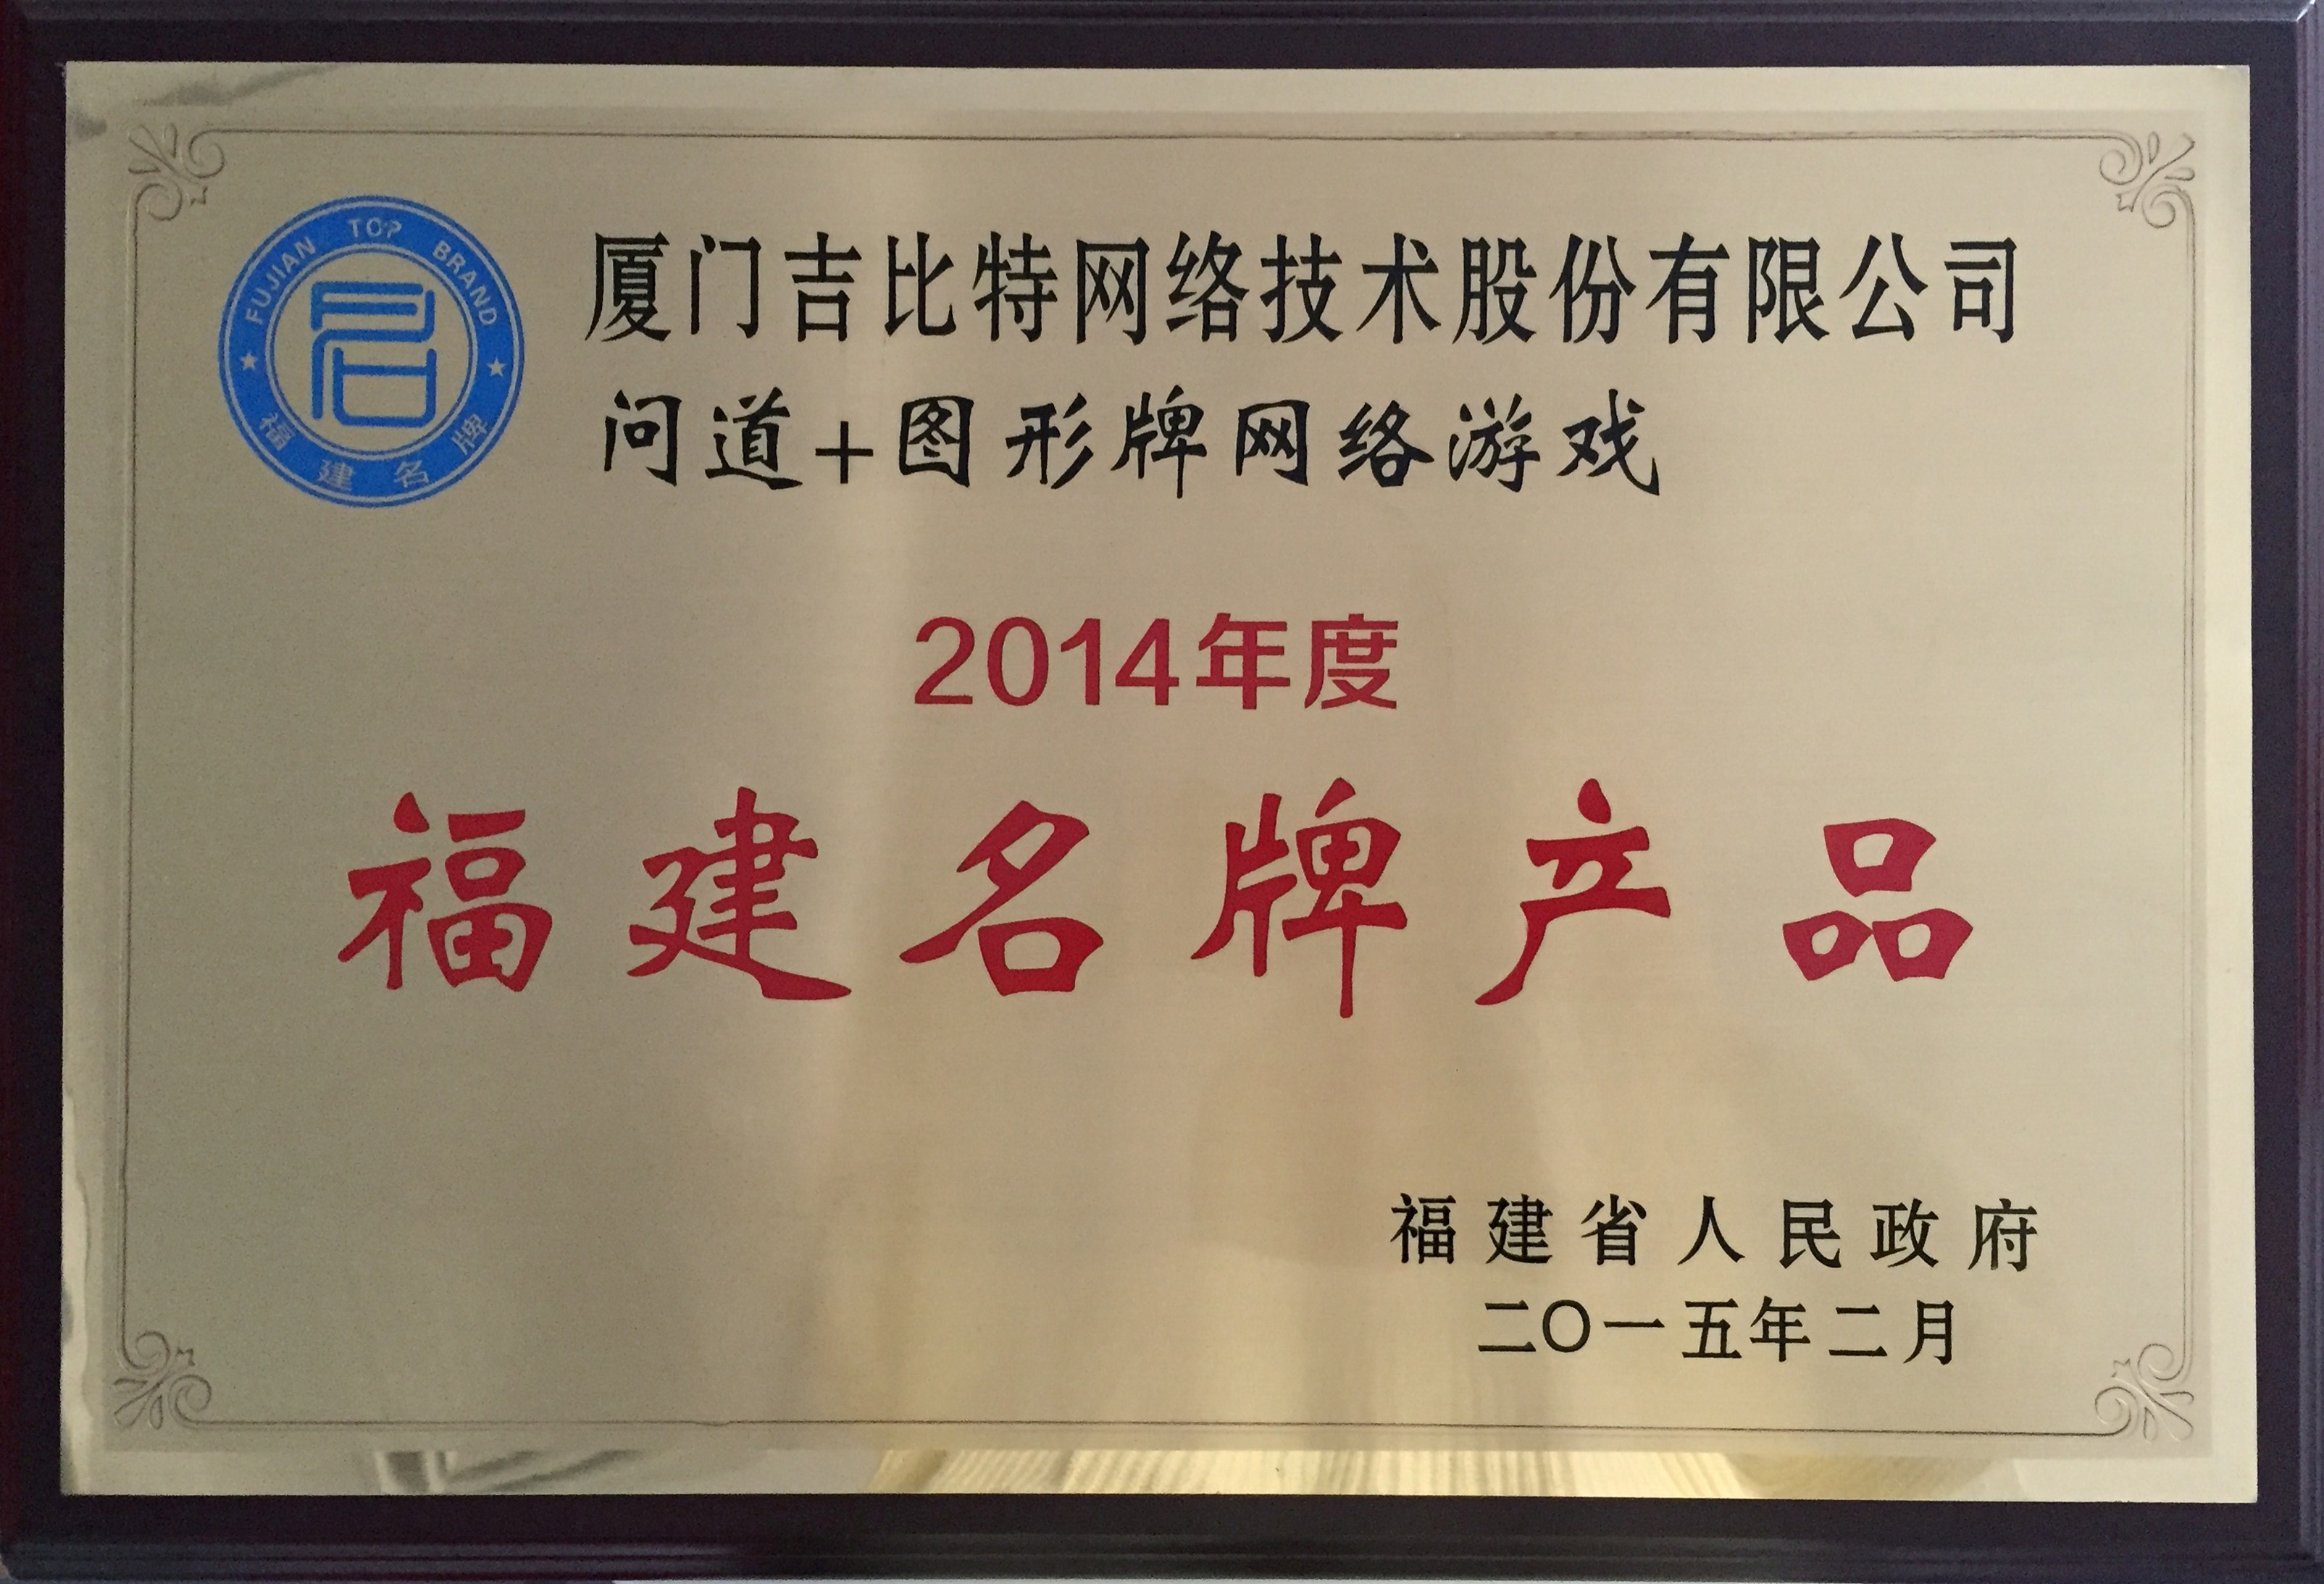 FUJIAN TOP BRAND
名
福建名牌
厦门吉比特网络技术股份有限公司
问道+图形牌网络游戏
2014年度
福建名牌产品
福建省人民政府
二〇一五年二月